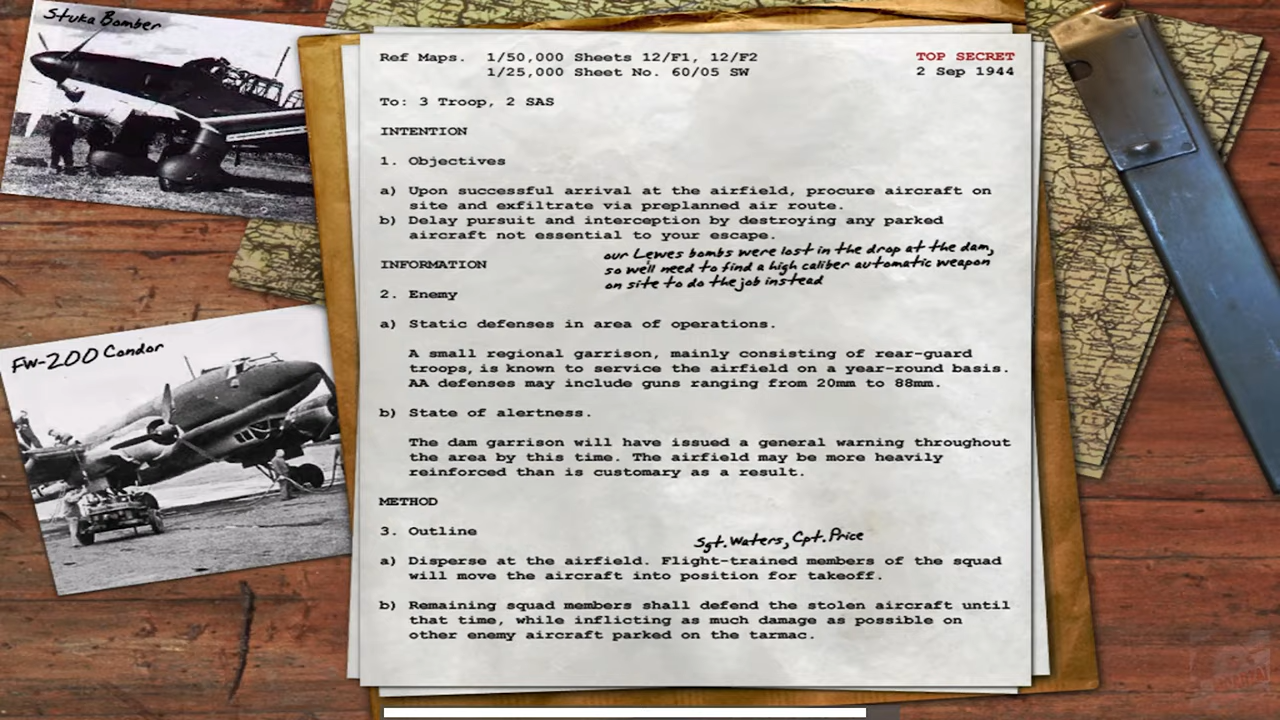 Stuka Bomber
Ref Maps. 1/50,000 Sheets 12/F1, 12/F2
1/25,000 Sheet No. 60/05 SW
TOP SECRET
2 Sep 1944
To: 3 Troop, 2 SAS
INTENTION
1. Objectives
a) Upon successful arrival at the airfield, procure aircraft on
site and exfiltrate via preplanned air route.
b) Delay pursuit and interception by destroying any parked
aircraft not essential to your escape.
our Lewes bombs were lost in the drop at the dam,
so we'll need to find a high caliber automatic weapon
on site to do the job instead
INFORMATION
2. Enemy
a) Static defenses in area of operations.
A small regional garrison, mainly consisting of rear-guard
troops, is known to service the airfield on a year-round basis.
AA defenses may include guns ranging from 20mm to 88mm.
b) State of alertness.
The dam garrison will have issued a general warning throughout
the area by this time. The airfield may be more heavily
reinforced than is customary as a result.
METHOD
3. Outline
Sgt. Waters, Cpt. Price
a) Disperse at the airfield. Flight-trained members of the squad
will move the aircraft into position for takeoff.
b) Remaining squad members shall defend the stolen aircraft until
that time, while inflicting as much damage as possible on
other enemy aircraft parked on the tarmac.
FW-200 Condor